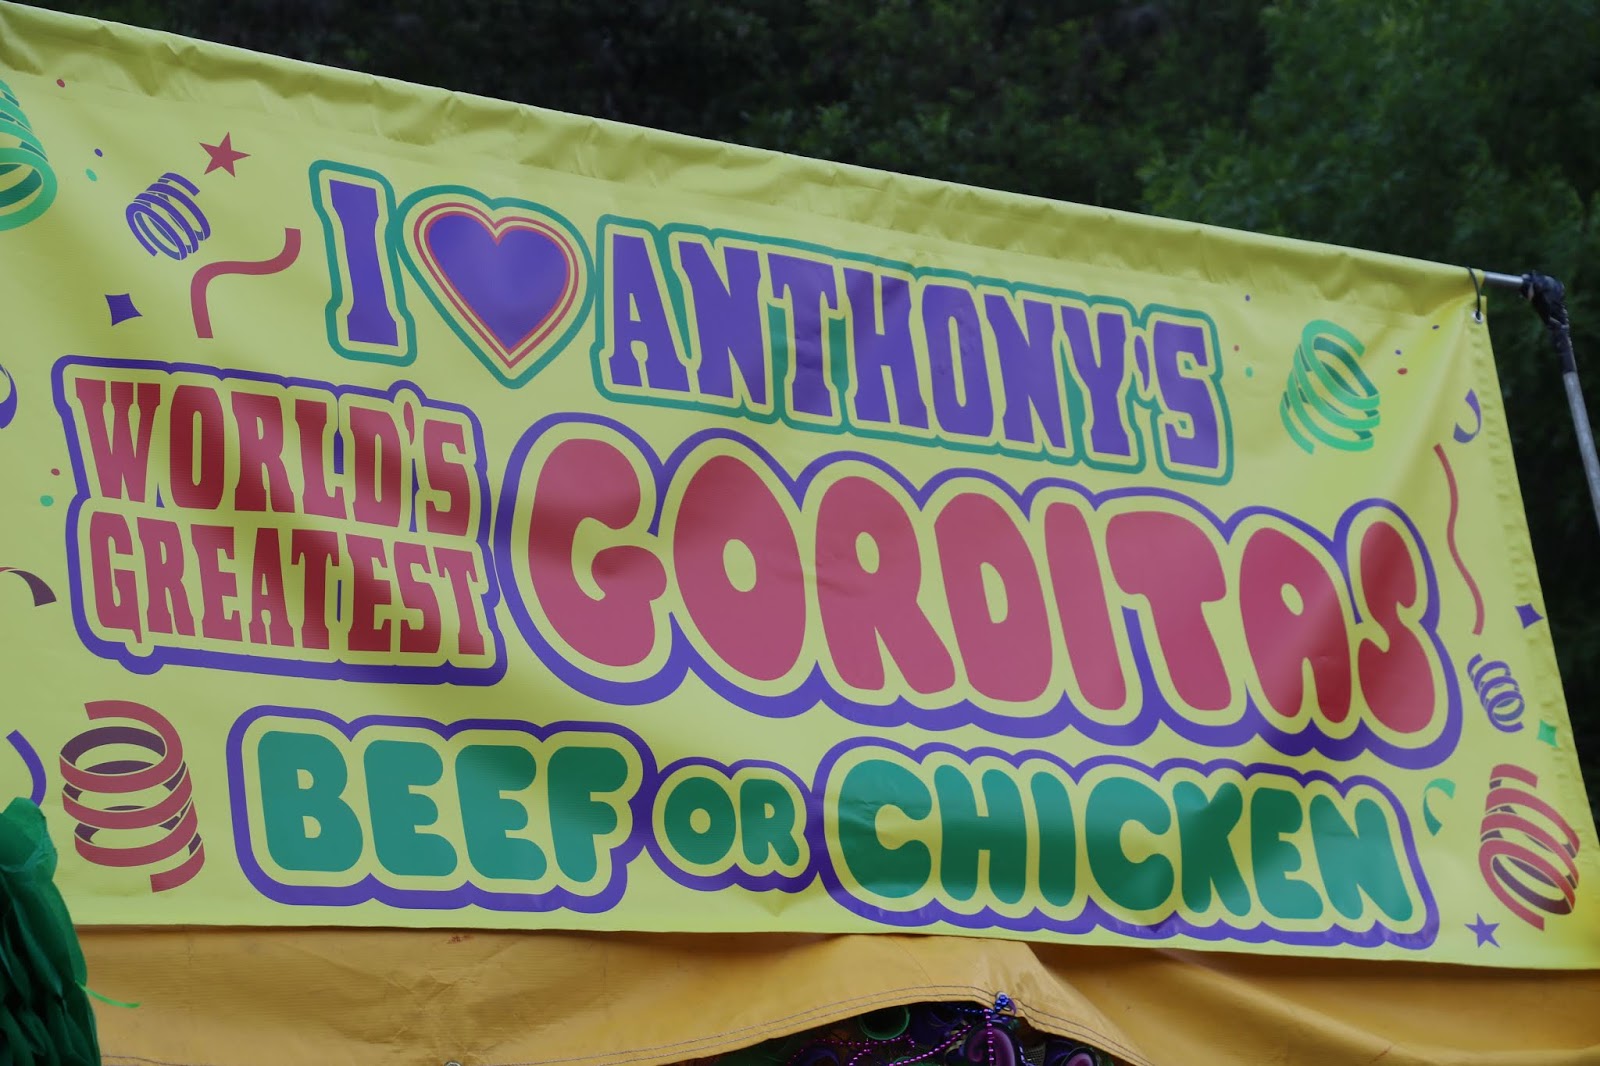 I ♥ ANTHONY'S
WORLD'S
GREATEST
GORDITAS
BEEF OR CHICKEN